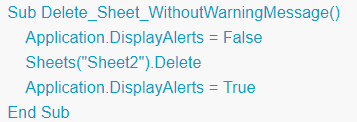 Sub Delete_Sheet_WithoutWarningMessage()
    Application.DisplayAlerts = False
    Sheets("Sheet2").Delete
    Application.DisplayAlerts = True
End Sub